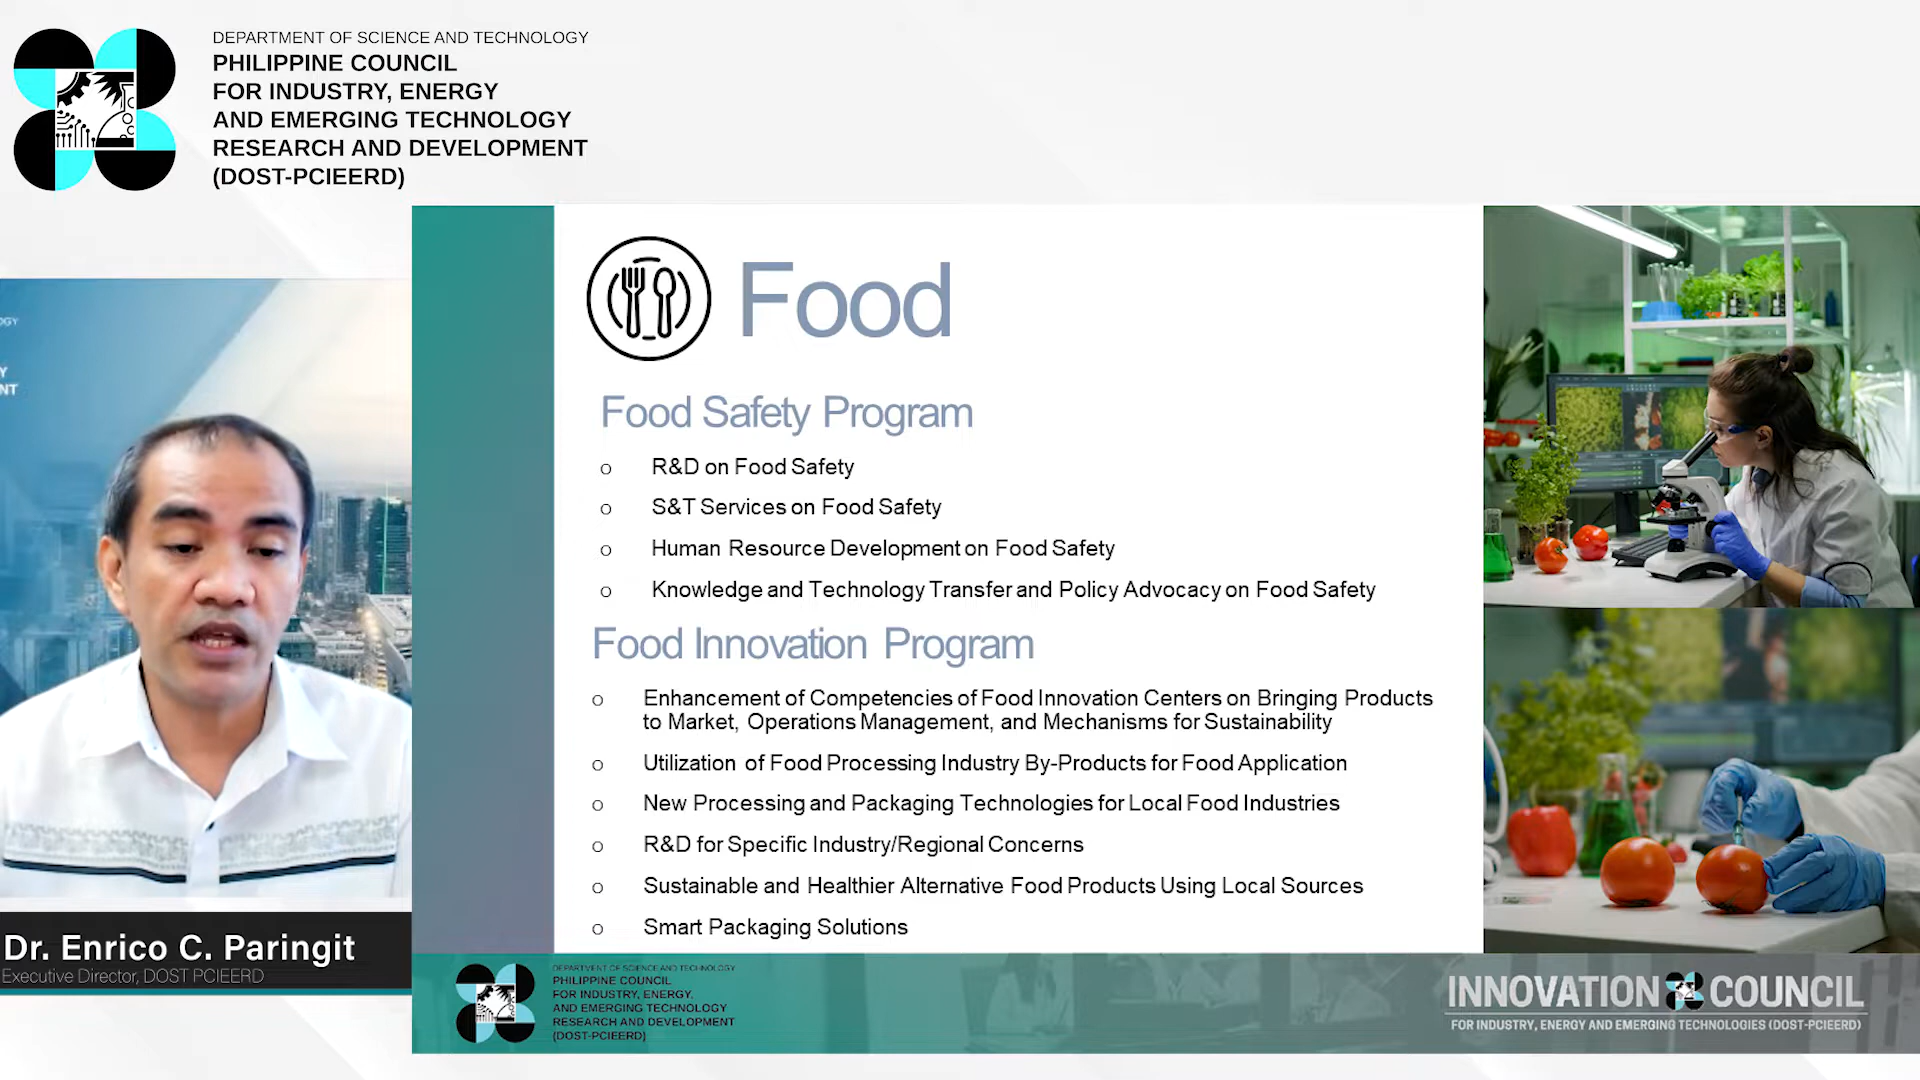 DEPARTMENT OF SCIENCE AND TECHNOLOGY
PHILIPPINE COUNCIL
FOR INDUSTRY, ENERGY
AND EMERGING TECHNOLOGY
RESEARCH AND DEVELOPMENT
(DOST-PCIEERD)
OGY
Y
NT
Dr. Enrico C. Paringit
Executive Director, DOST PCIEERD
Food
Food Safety Program
o R&D on Food Safety
o S&T Services on Food Safety
o Human Resource Development on Food Safety
o Knowledge and Technology Transfer and Policy Advocacy on Food Safety
Food Innovation Program
o Enhancement of Competencies of Food Innovation Centers on Bringing Products
to Market, Operations Management, and Mechanisms for Sustainability
o Utilization of Food Processing Industry By-Products for Food Application
o New Processing and Packaging Technologies for Local Food Industries
o R&D for Specific Industry/Regional Concerns
o Sustainable and Healthier Alternative Food Products Using Local Sources
o Smart Packaging Solutions
DEPARTMENT OF SCIENCE AND TECHNOLOGY
PHILIPPINE COUNCIL
FOR INDUSTRY, ENERGY,
AND EMERGING TECHNOLOGY
RESEARCH AND DEVELOPMENT
(DOST-PCIEERD)
INNOVATION COUNCIL
FOR INDUSTRY, ENERGY AND EMERGING TECHNOLOGIES (DOST-PCIEERD)